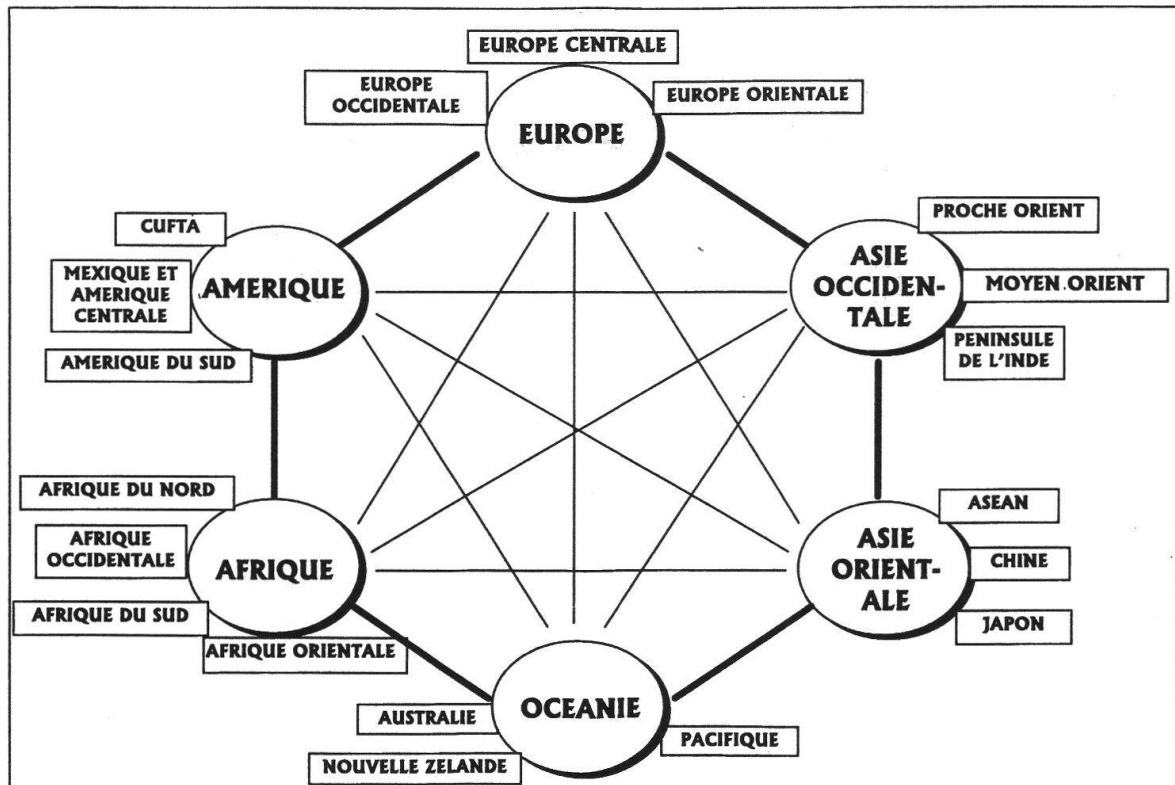 EUROPE CENTRALE
EUROPE
OCCIDENTALE
EUROPE ORIENTALE
EUROPE
CUFTA
MEXIQUE ET
AMERIQUE
CENTRALE
AMERIQUE DU SUD
AMERIQUE
PROCHE ORIENT
ASIE
OCCIDEN-
TALE
MOYEN ORIENT
PENINSULE
DE L'INDE
AFRIQUE DU NORD
AFRIQUE
OCCIDENTALE
AFRIQUE DU SUD
AFRIQUE ORIENTALE
AFRIQUE
ASEAN
ASIE
ORIENT-
ALE
CHINE
JAPON
OCEANIE
AUSTRALIE
NOUVELLE ZELANDE
PACIFIQUE